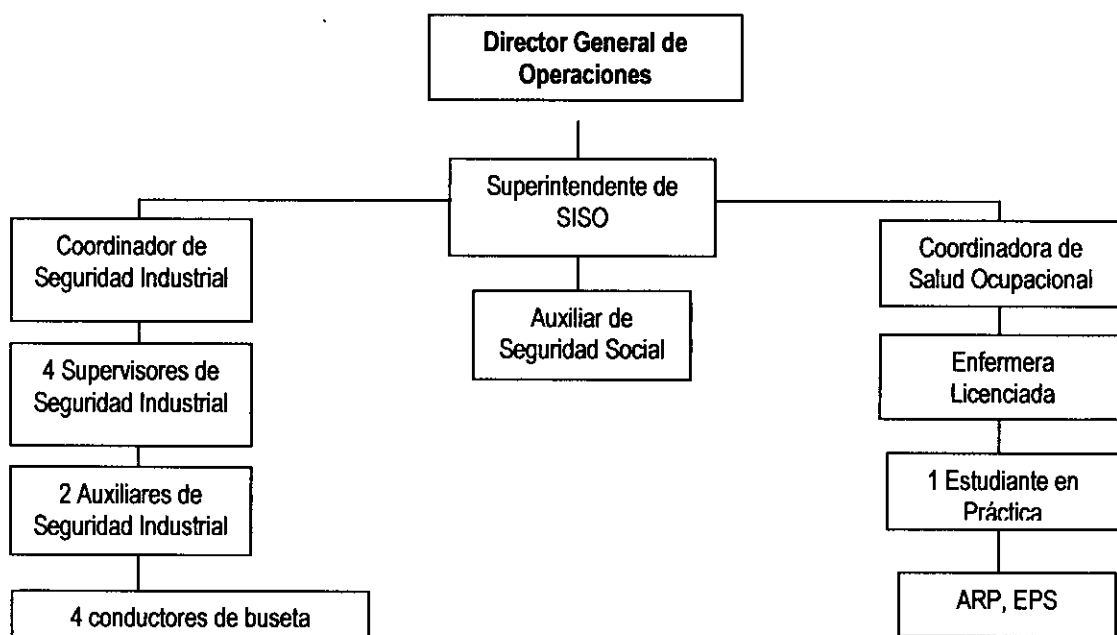 Director General de
Operaciones
Superintendente de
SISO
Coordinador de
Seguridad Industrial
4 Supervisores de
Seguridad Industrial
2 Auxiliares de
Seguridad Industrial
4 conductores de buseta
Auxiliar de
Seguridad Social
Coordinadora de
Salud Ocupacional
Enfermera
Licenciada
1 Estudiante en
Práctica
ARP, EPS